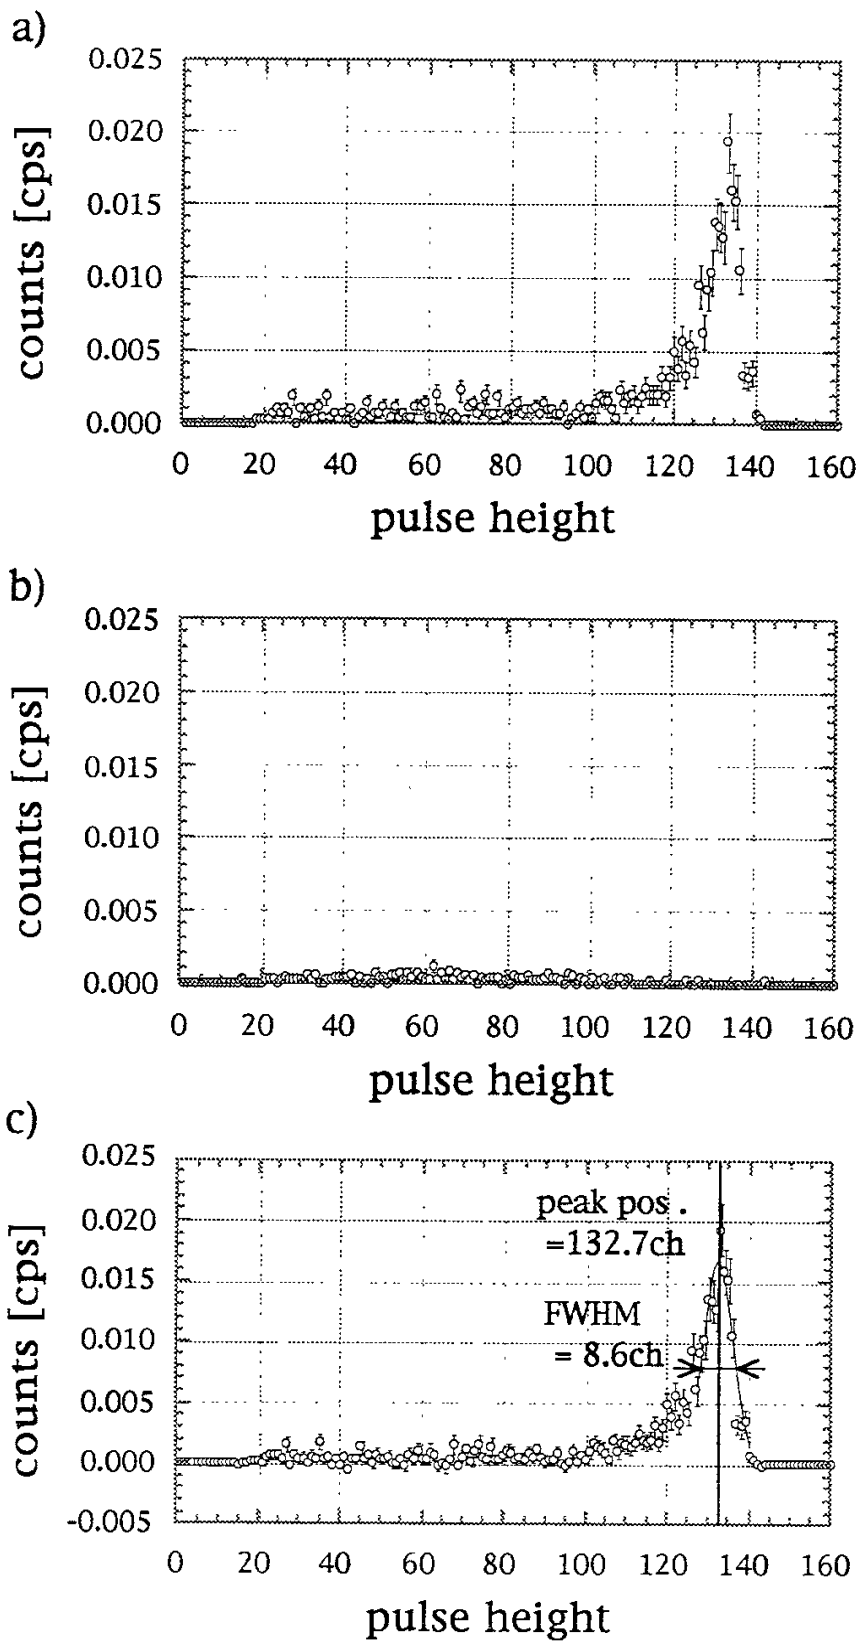 a)
0.025
0.020
0.015
0.010
0.005
0.000
counts [cps]
0 20 40 60 80 100 120 140 160
pulse height
b)
0.025
0.020
0.015
0.010
0.005
0.000
counts [cps]
0 20 40 60 80 100 120 140 160
pulse height
c)
0.025
0.020
0.015
0.010
0.005
0.000
-0.005
counts [cps]
peak pos .
=132.7ch
FWHM
= 8.6ch
0 20 40 60 80 100 120 140 160
pulse height